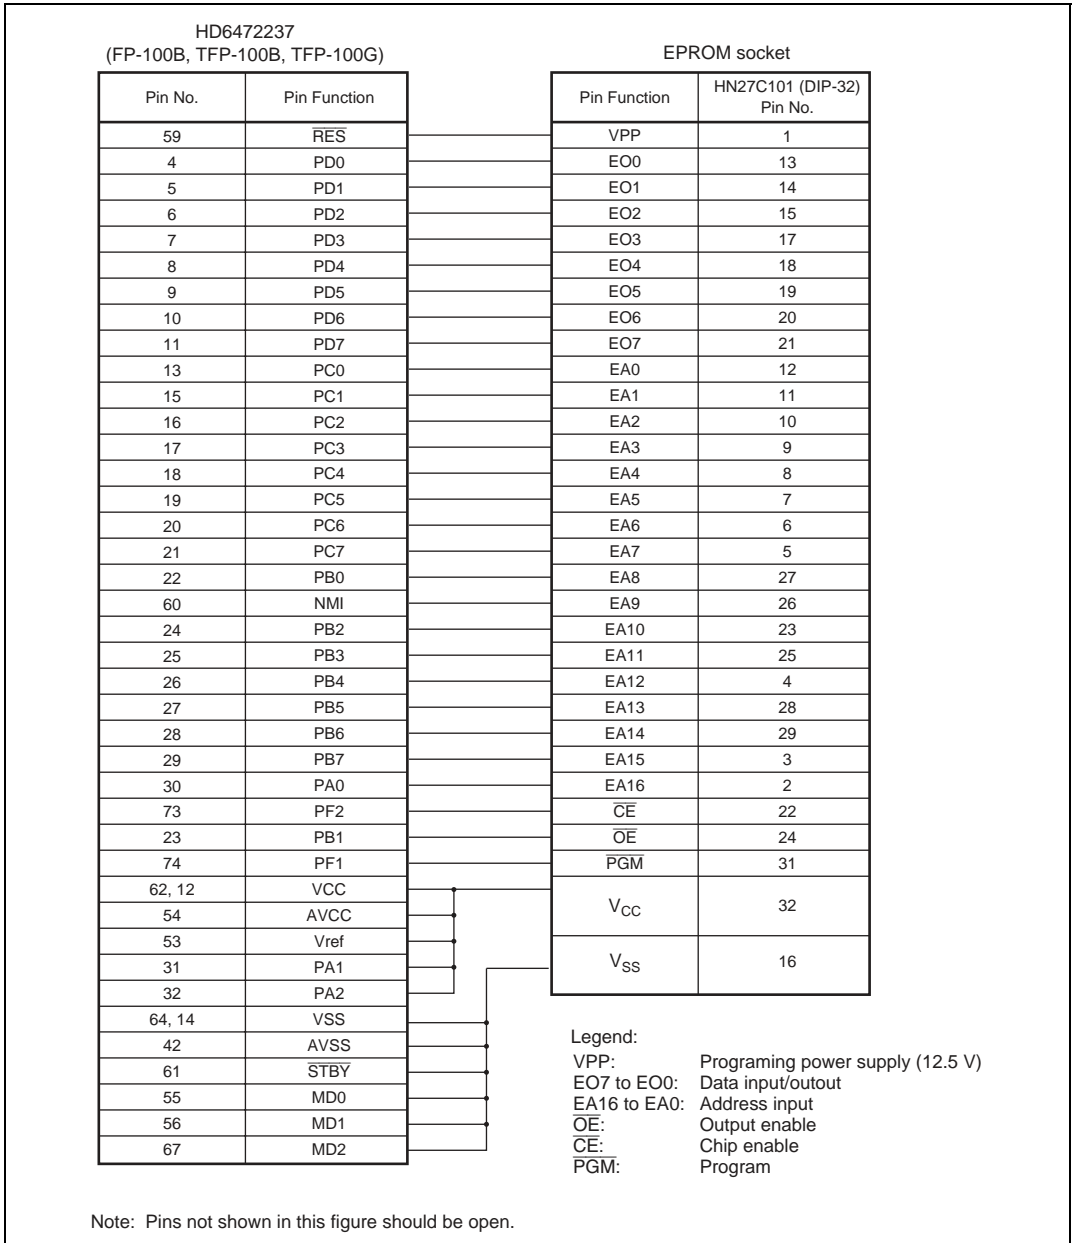 HD6472237
(FP-100B, TFP-100B, TFP-100G)
EPROM socket
Pin No. Pin Function Pin Function HN27C101 (DIP-32) Pin No.
59 R̅E̅S̅ VPP 1
4 PD0 EO0 13
5 PD1 EO1 14
6 PD2 EO2 15
7 PD3 EO3 17
8 PD4 EO4 18
9 PD5 EO5 19
10 PD6 EO6 20
11 PD7 EO7 21
13 PC0 EA0 12
15 PC1 EA1 11
16 PC2 EA2 10
17 PC3 EA3 9
18 PC4 EA4 8
19 PC5 EA5 7
20 PC6 EA6 6
21 PC7 EA7 5
22 PB0 EA8 27
60 NMI EA9 26
24 PB2 EA10 23
25 PB3 EA11 25
26 PB4 EA12 4
27 PB5 EA13 28
28 PB6 EA14 29
29 PB7 EA15 3
30 PA0 EA16 2
73 PF2 C̅E̅ 22
23 PB1 O̅E̅ 24
74 PF1 P̅G̅M̅ 31
62, 12 VCC
54 AVCC
V<sub>CC</sub> 32
53 Vref
31 PA1
V<sub>SS</sub> 16
32 PA2
64, 14 VSS
42 AVSS
61 S̅T̅B̅Y̅
55 MD0
56 MD1
67 MD2
Legend:
VPP: Programing power supply (12.5 V)
EO7 to EO0: Data input/outout
EA16 to EA0: Address input
O̅E̅: Output enable
C̅E̅: Chip enable
P̅G̅M̅: Program
Note: Pins not shown in this figure should be open.